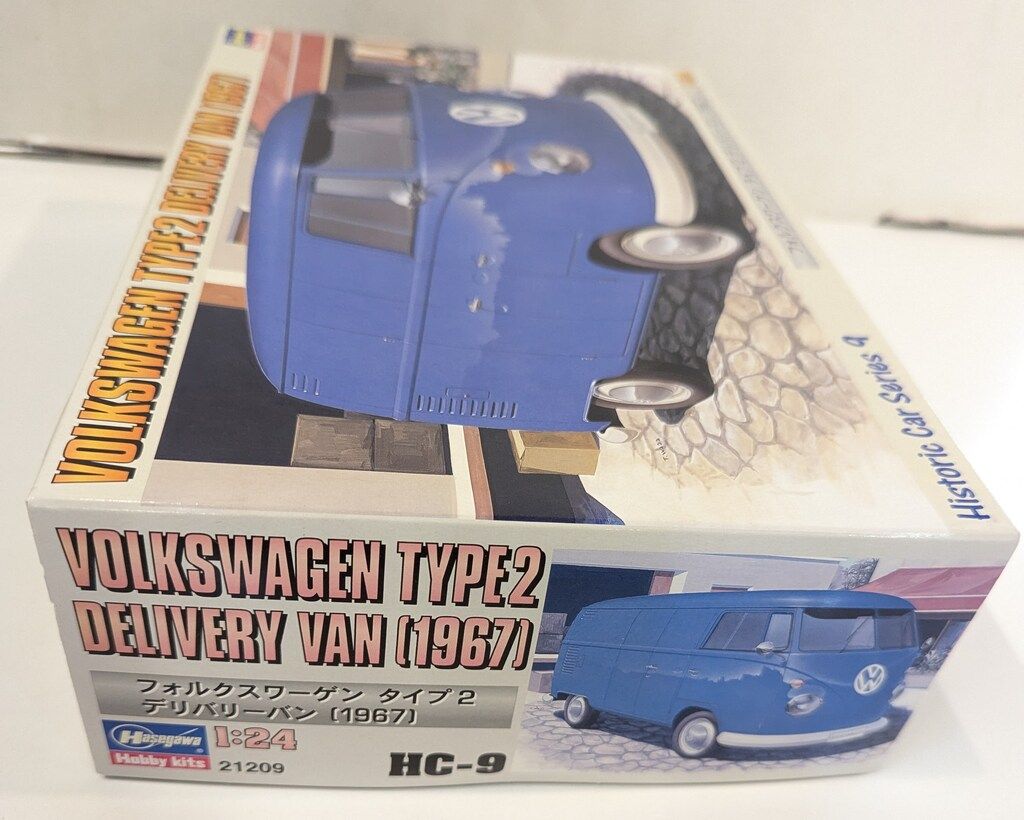 VOLKSWAGEN TYPE2 DELIVERY VAN (1967)
Historic Car Series 9
VOLKSWAGEN TYPE2
DELIVERY VAN (1967)
フォルクスワーゲン タイプ2
デリバリーバン (1967)
Hasegawa
Hobby kits
1:24
21209
HC-9